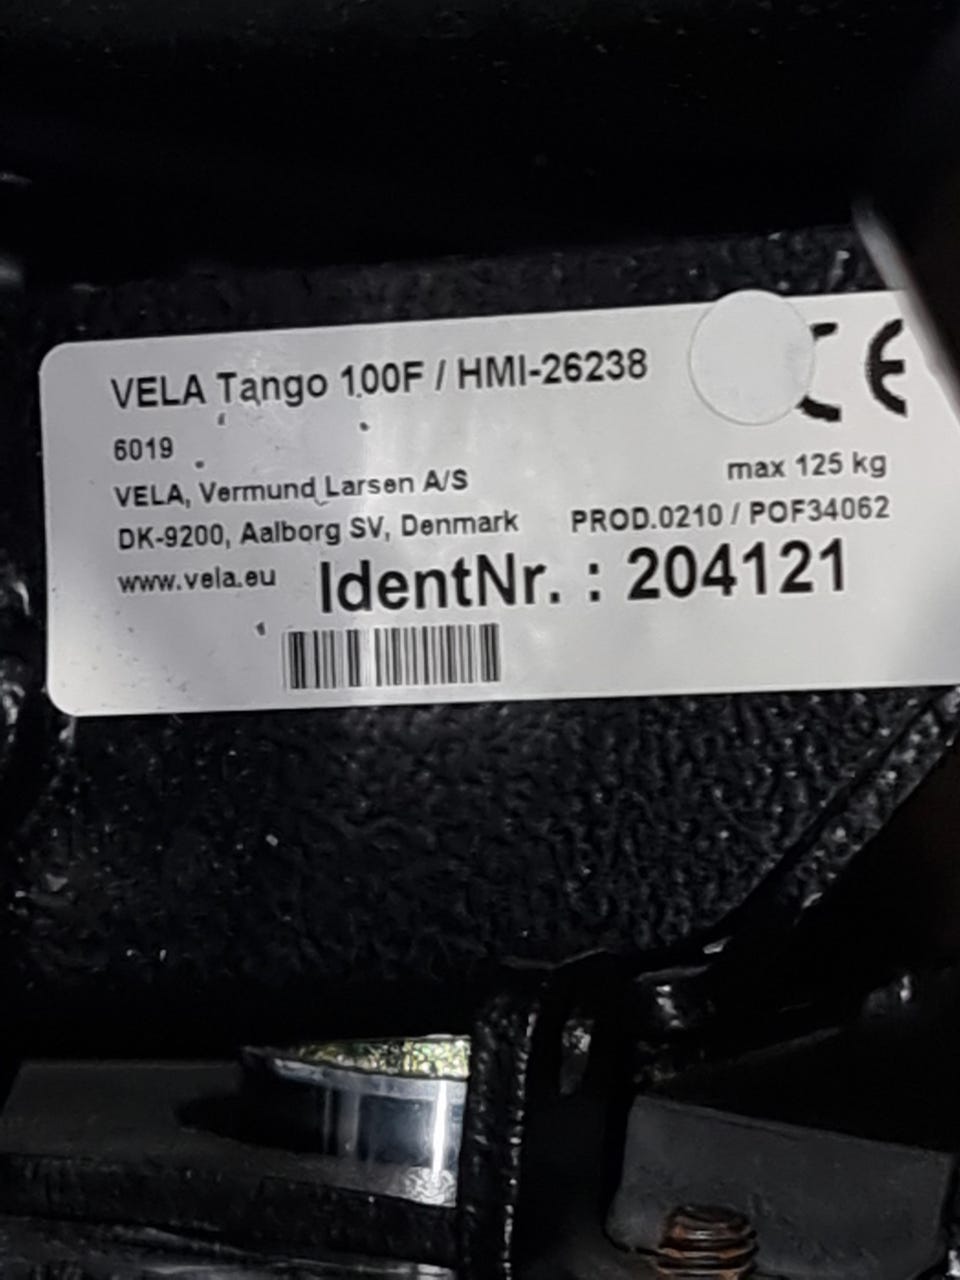 VELA Tango 100F / HMI-26238
CE
6019
max 125 kg
VELA, Vermund Larsen A/S
DK-9200, Aalborg SV, Denmark
PROD.0210 / POF34062
www.vela.eu
IdentNr. : 204121